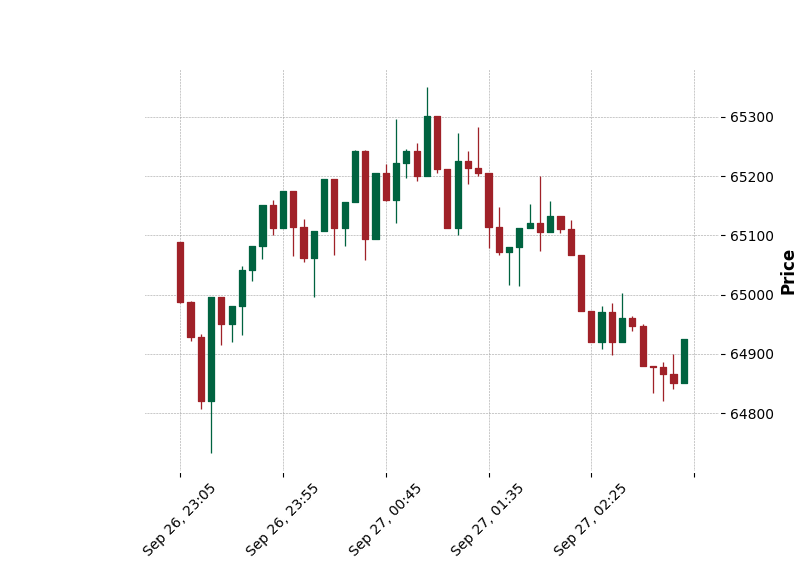 65300
65200
65100
65000
64900
64800
Price
Sep 26, 23:05
Sep 26, 23:55
Sep 27, 00:45
Sep 27, 01:35
Sep 27, 02:25